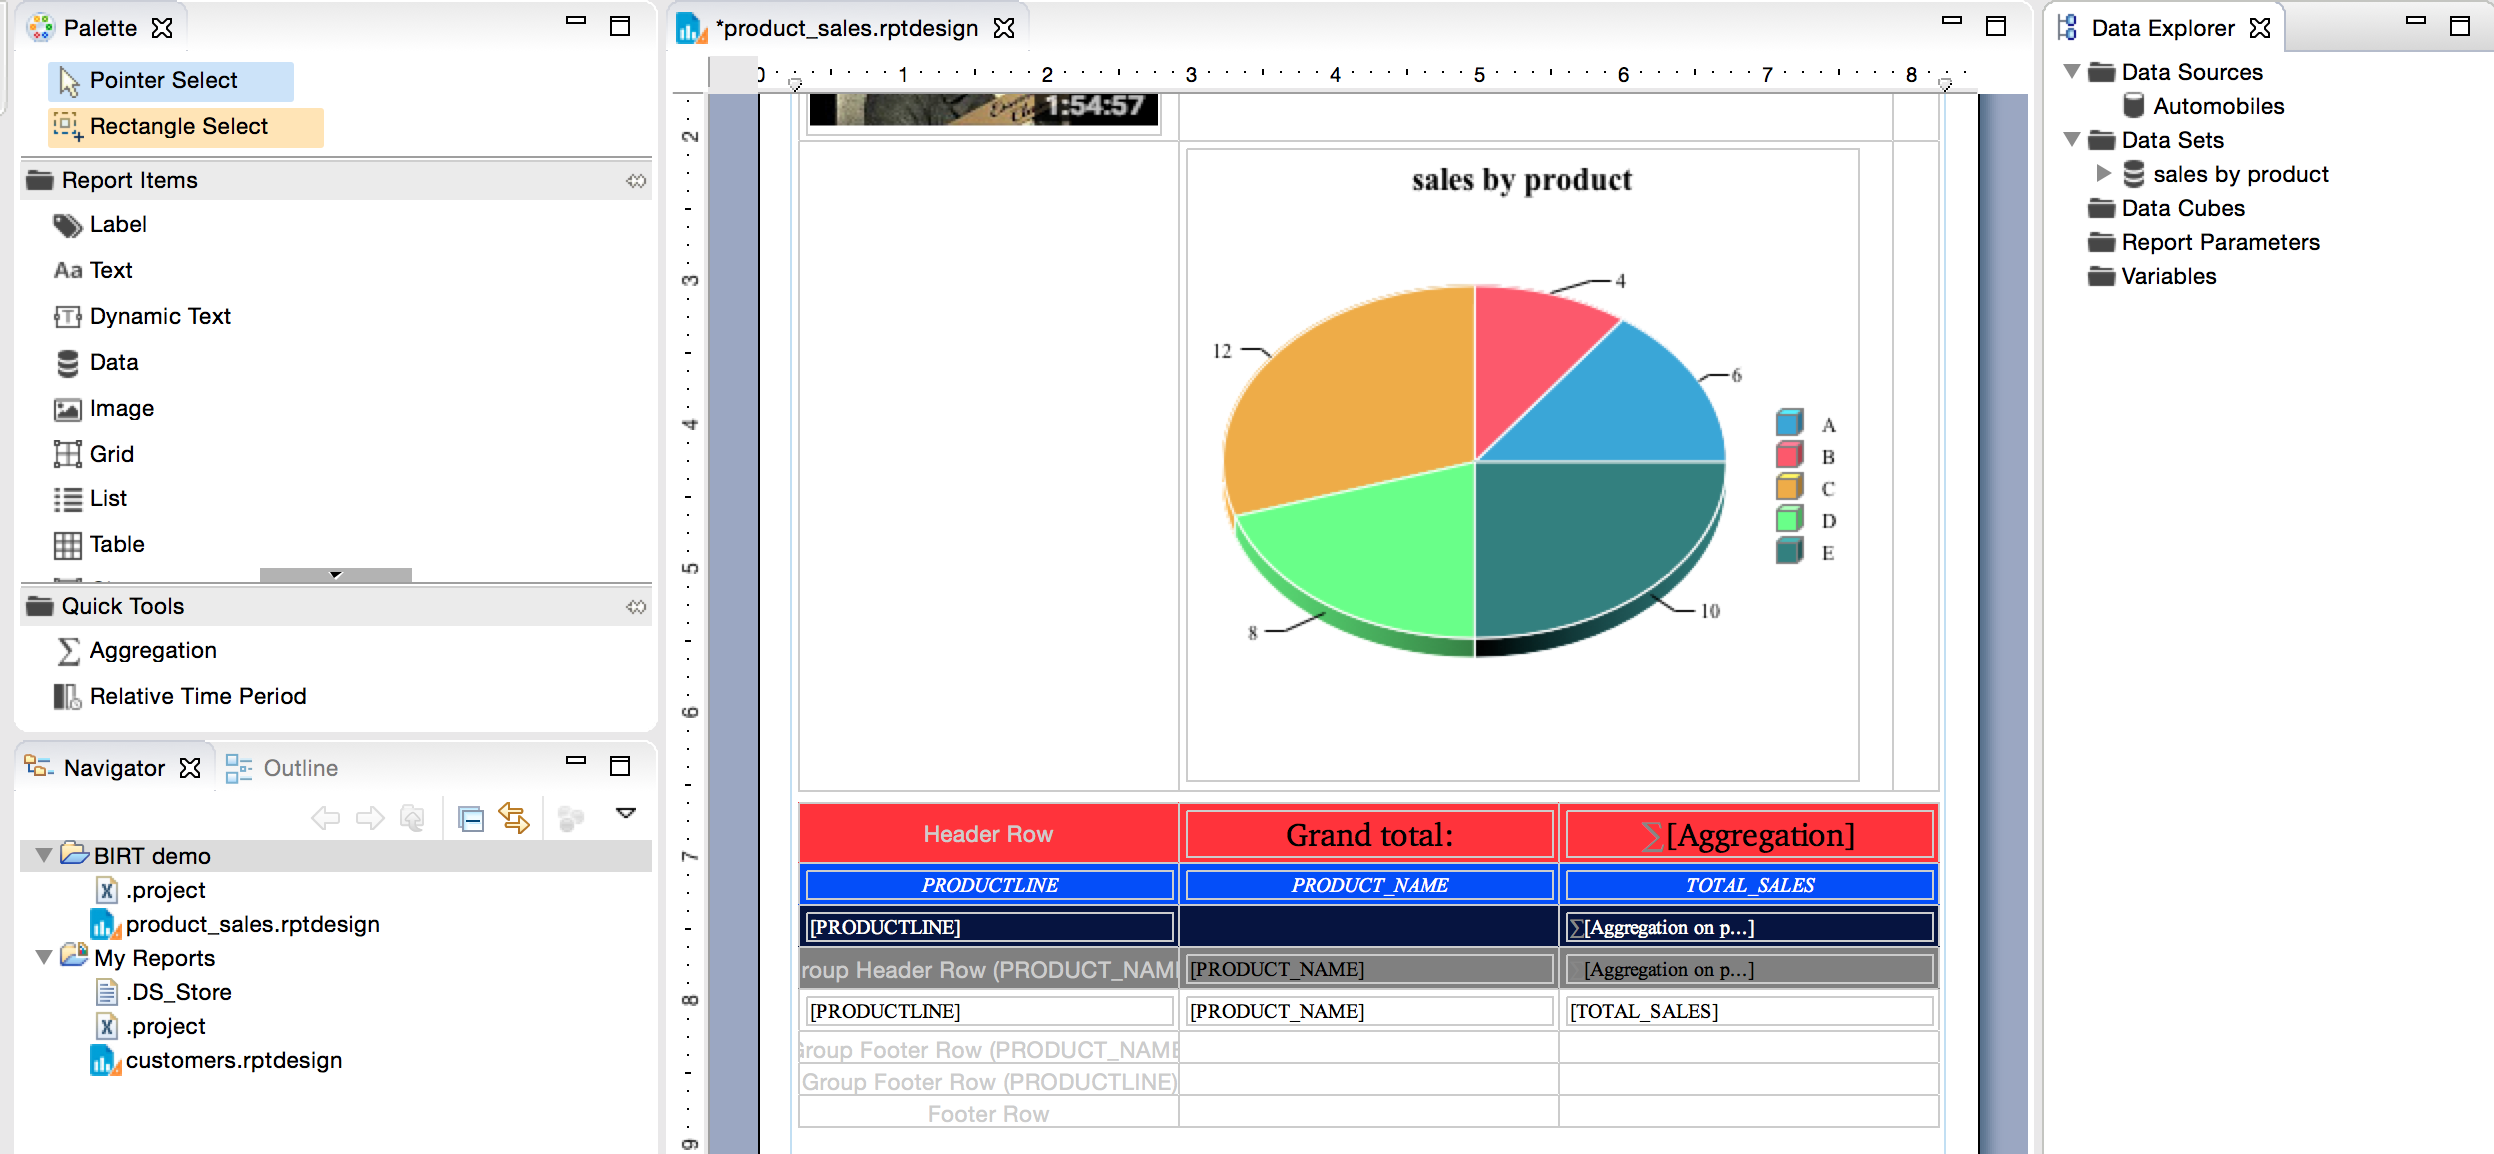 Palette
Pointer Select
Rectangle Select
Report Items
Label
Aa Text
Dynamic Text
Data
Image
Grid
List
Table
Quick Tools
Aggregation
Relative Time Period
Navigator Outline
BIRT demo
.project
product_sales.rptdesign
My Reports
.DS_Store
.project
customers.rptdesign
*product_sales.rptdesign
0 1 2 3 4 5 6 7 8
2
3
4
5
6
7
8
9
1:54:57
sales by product
4
12
6
A
B
C
D
E
10
8
Header Row Grand total: ∑[Aggregation]
PRODUCTLINE PRODUCT_NAME TOTAL_SALES
[PRODUCTLINE] ∑[Aggregation on p...]
roup Header Row (PRODUCT_NAM [PRODUCT_NAME] [Aggregation on p...]
[PRODUCTLINE] [PRODUCT_NAME] [TOTAL_SALES]
Group Footer Row (PRODUCT_NAME
Group Footer Row (PRODUCTLINE)
Footer Row
Data Explorer
Data Sources
Automobiles
Data Sets
sales by product
Data Cubes
Report Parameters
Variables